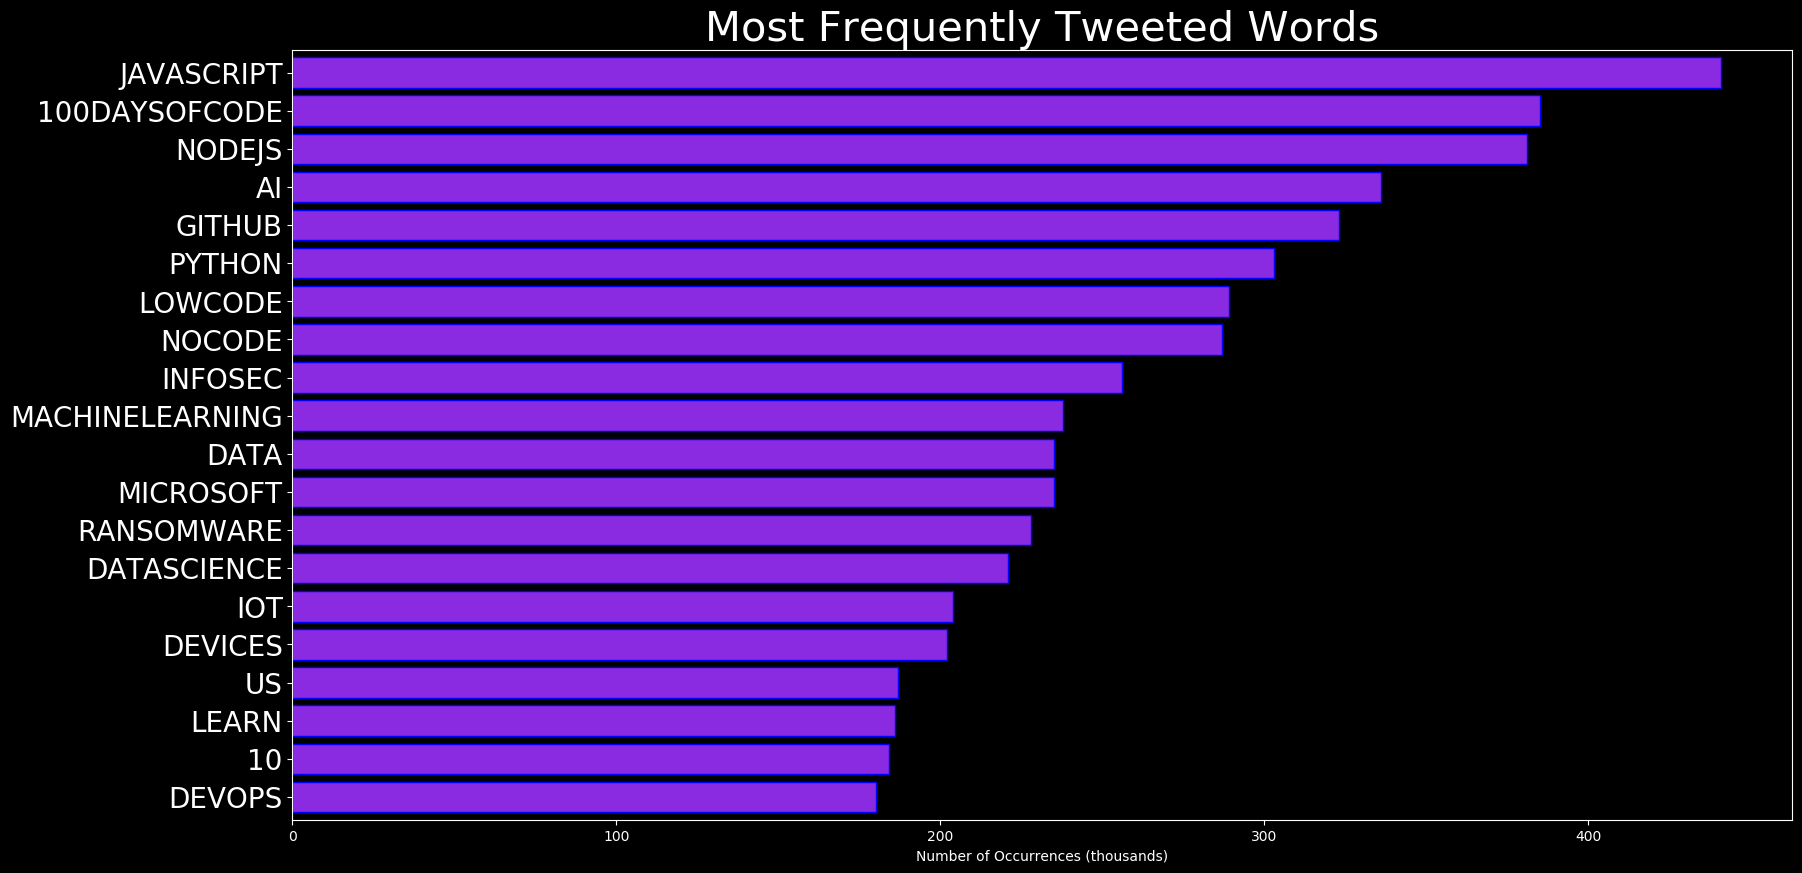 Most Frequently Tweeted Words
JAVASCRIPT
100DAYSOFCODE
NODEJS
AI
GITHUB
PYTHON
LOWCODE
NOCODE
INFOSEC
MACHINELEARNING
DATA
MICROSOFT
RANSOMWARE
DATASCIENCE
IOT
DEVICES
US
LEARN
10
DEVOPS
0 100 200 300 400
Number of Occurrences (thousands)